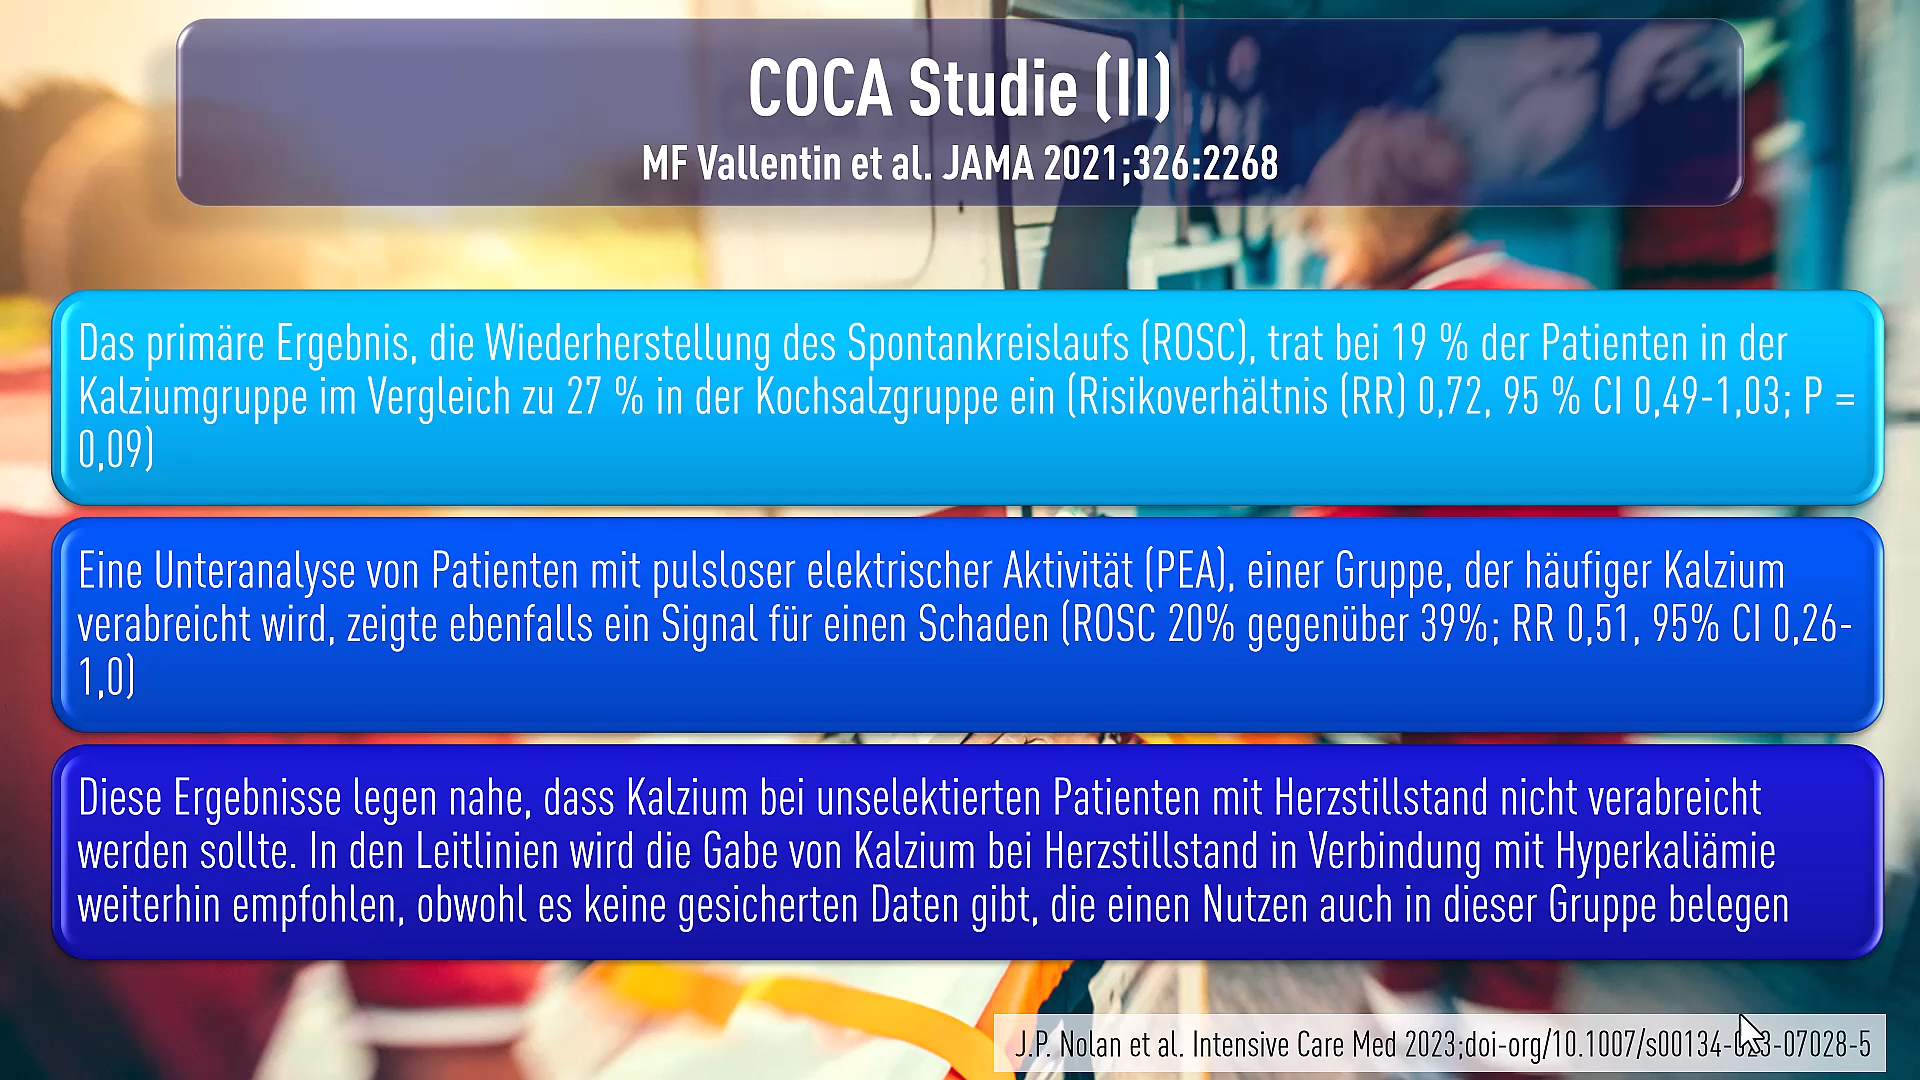 COCA Studie (II)
MF Vallentin et al. JAMA 2021;326:2268
Das primäre Ergebnis, die Wiederherstellung des Spontankreislaufs (ROSC), trat bei 19 % der Patienten in der
Kalziumgruppe im Vergleich zu 27 % in der Kochsalzgruppe ein (Risikoverhältnis (RR) 0,72, 95 % CI 0,49-1,03; P =
0,09)
Eine Unteranalyse von Patienten mit pulsloser elektrischer Aktivität (PEA), einer Gruppe, der häufiger Kalzium
verabreicht wird, zeigte ebenfalls ein Signal für einen Schaden (ROSC 20% gegenüber 39%; RR 0,51, 95% CI 0,26-
1,0)
Diese Ergebnisse legen nahe, dass Kalzium bei unselektierten Patienten mit Herzstillstand nicht verabreicht
werden sollte. In den Leitlinien wird die Gabe von Kalzium bei Herzstillstand in Verbindung mit Hyperkaliämie
weiterhin empfohlen, obwohl es keine gesicherten Daten gibt, die einen Nutzen auch in dieser Gruppe belegen
J.P. Nolan et al. Intensive Care Med 2023;doi-org/10.1007/s00134-023-07028-5